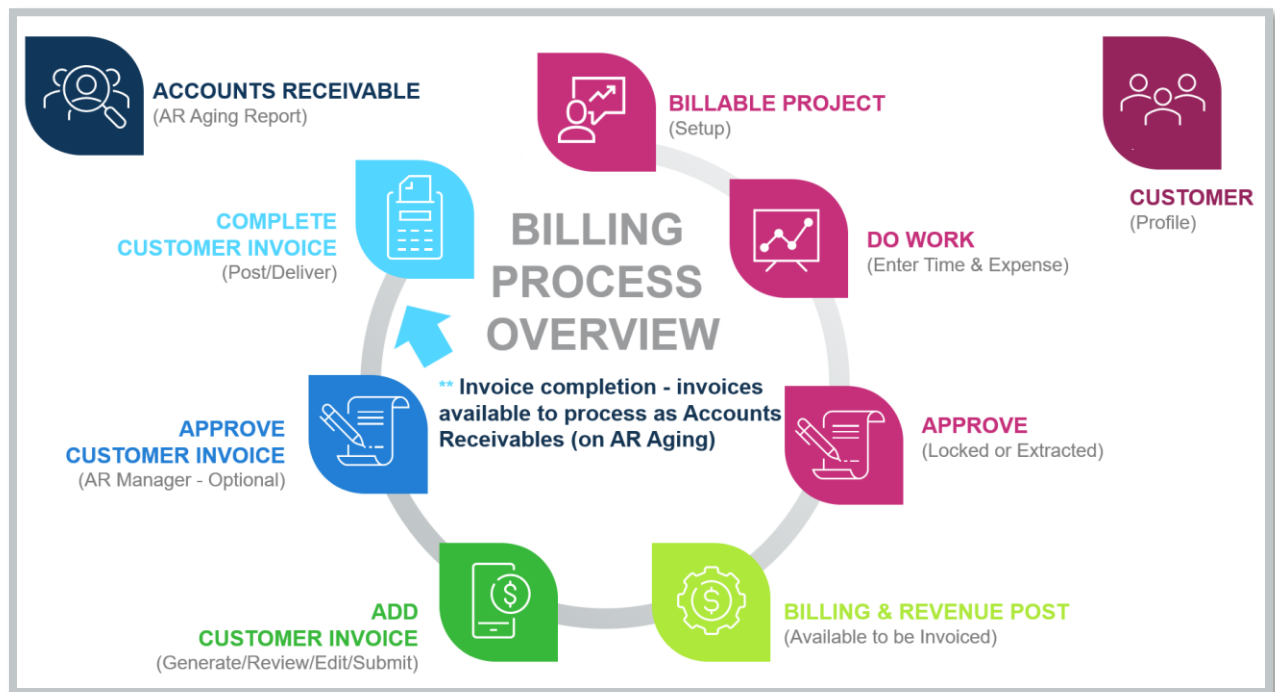 ACCOUNTS RECEIVABLE
(AR Aging Report)
BILLABLE PROJECT
(Setup)
CUSTOMER
(Profile)
COMPLETE
CUSTOMER INVOICE
(Post/Deliver)
BILLING
PROCESS
OVERVIEW
DO WORK
(Enter Time & Expense)
** Invoice completion - invoices
available to process as Accounts
Receivables (on AR Aging)
APPROVE
CUSTOMER INVOICE
(AR Manager - Optional)
APPROVE
(Locked or Extracted)
ADD
CUSTOMER INVOICE
(Generate/Review/Edit/Submit)
$
$
BILLING & REVENUE POST
(Available to be Invoiced)